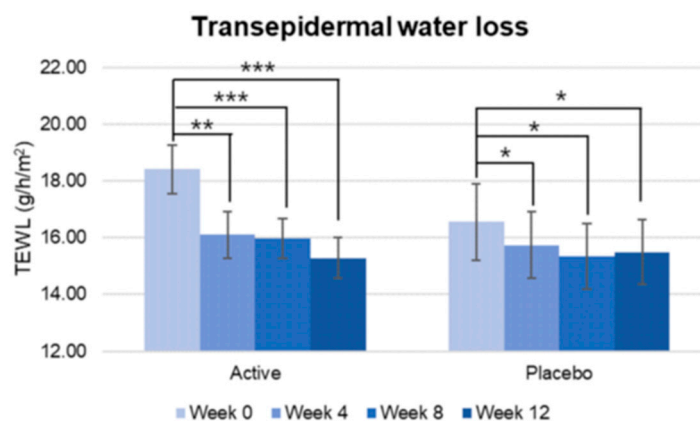 Transepidermal water loss
22.00
20.00
18.00
16.00
14.00
12.00
TEWL (g/h/m²)
***
***
**
*
*
*
Active
Placebo
Week 0 Week 4 Week 8 Week 12